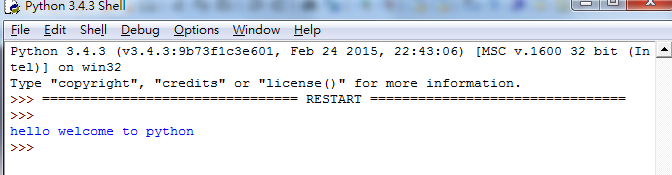 Python 3.4.3 Shell
File Edit Shell Debug Options Window Help
Python 3.4.3 (v3.4.3:9b73f1c3e601, Feb 24 2015, 22:43:06) [MSC v.1600 32 bit (In
tel)] on win32
Type "copyright", "credits" or "license()" for more information.
>>> ================================ RESTART ================================
>>>
hello welcome to python
>>>